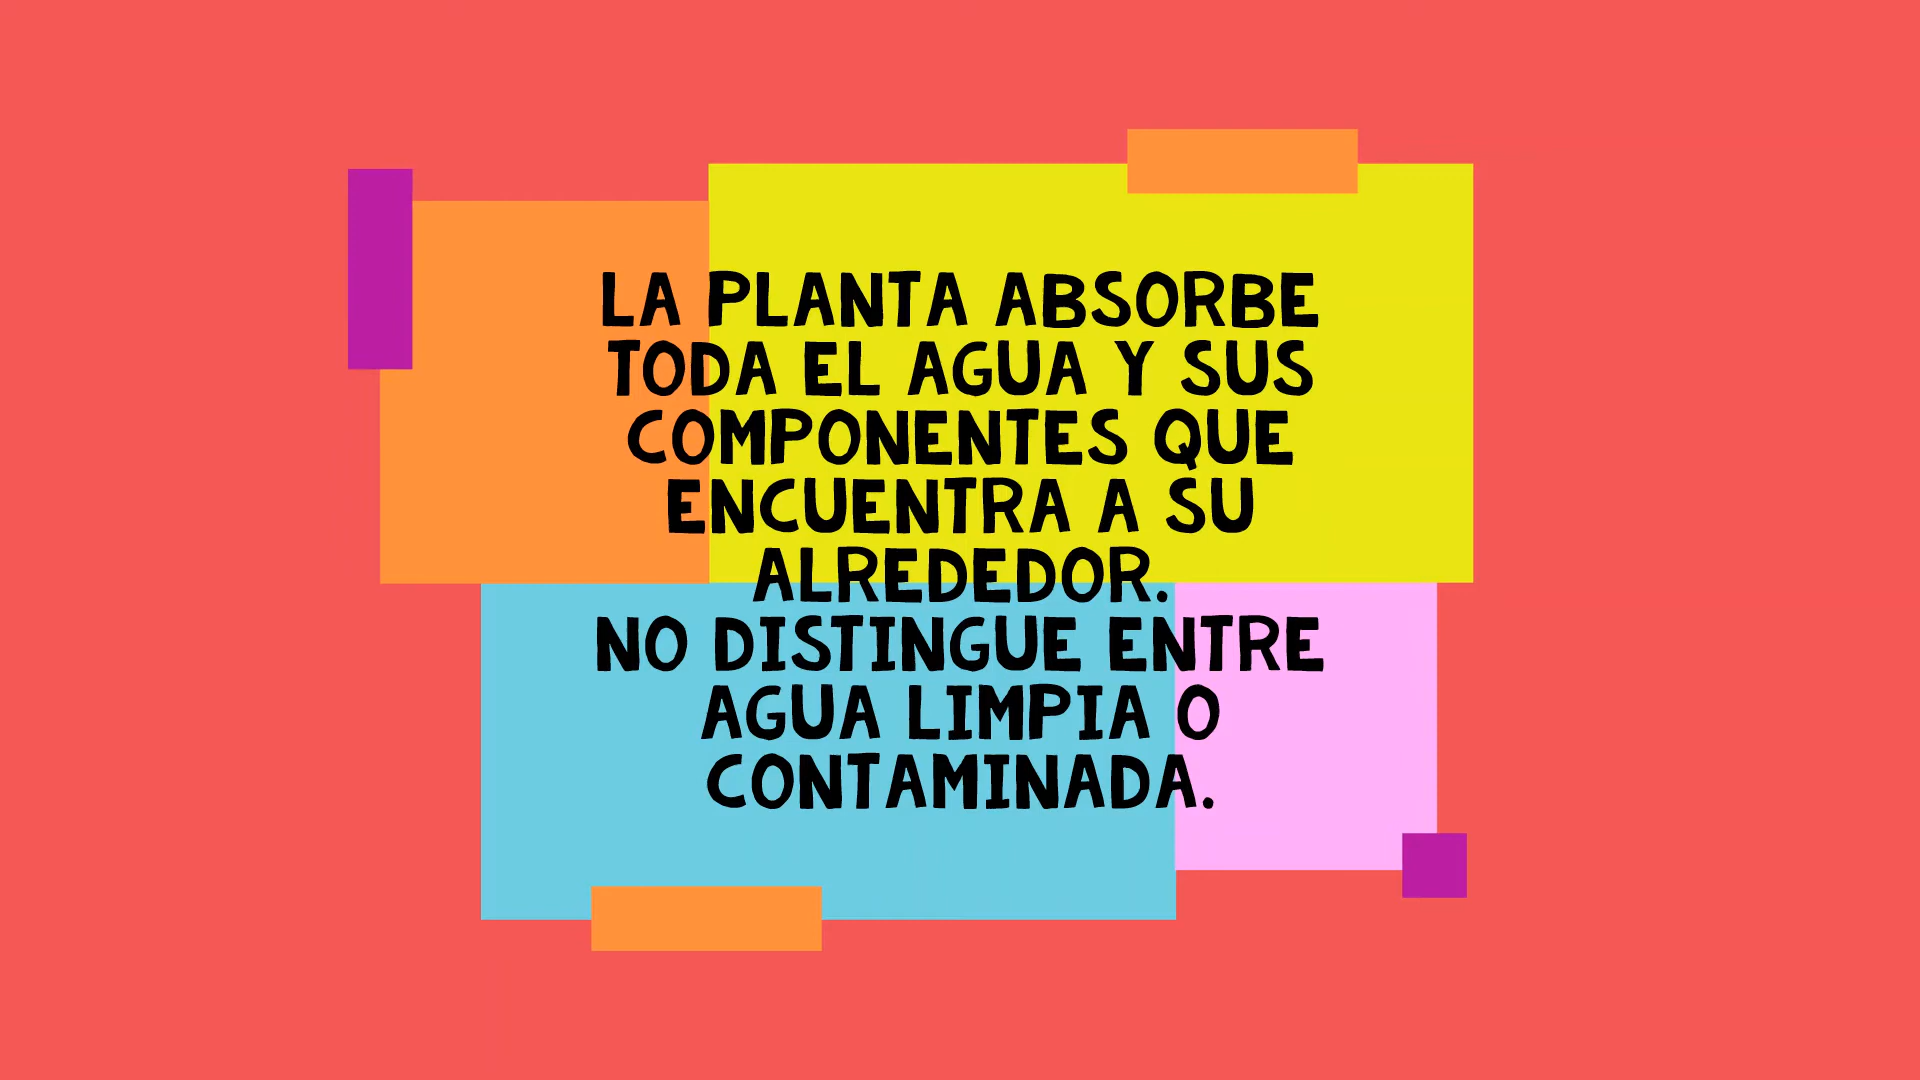 LA PLANTA ABSORBE
TODA EL AGUA Y SUS
COMPONENTES QUE
ENCUENTRA A SU
ALREDEDOR.
NO DISTINGUE ENTRE
AGUA LIMPIA O
CONTAMINADA.